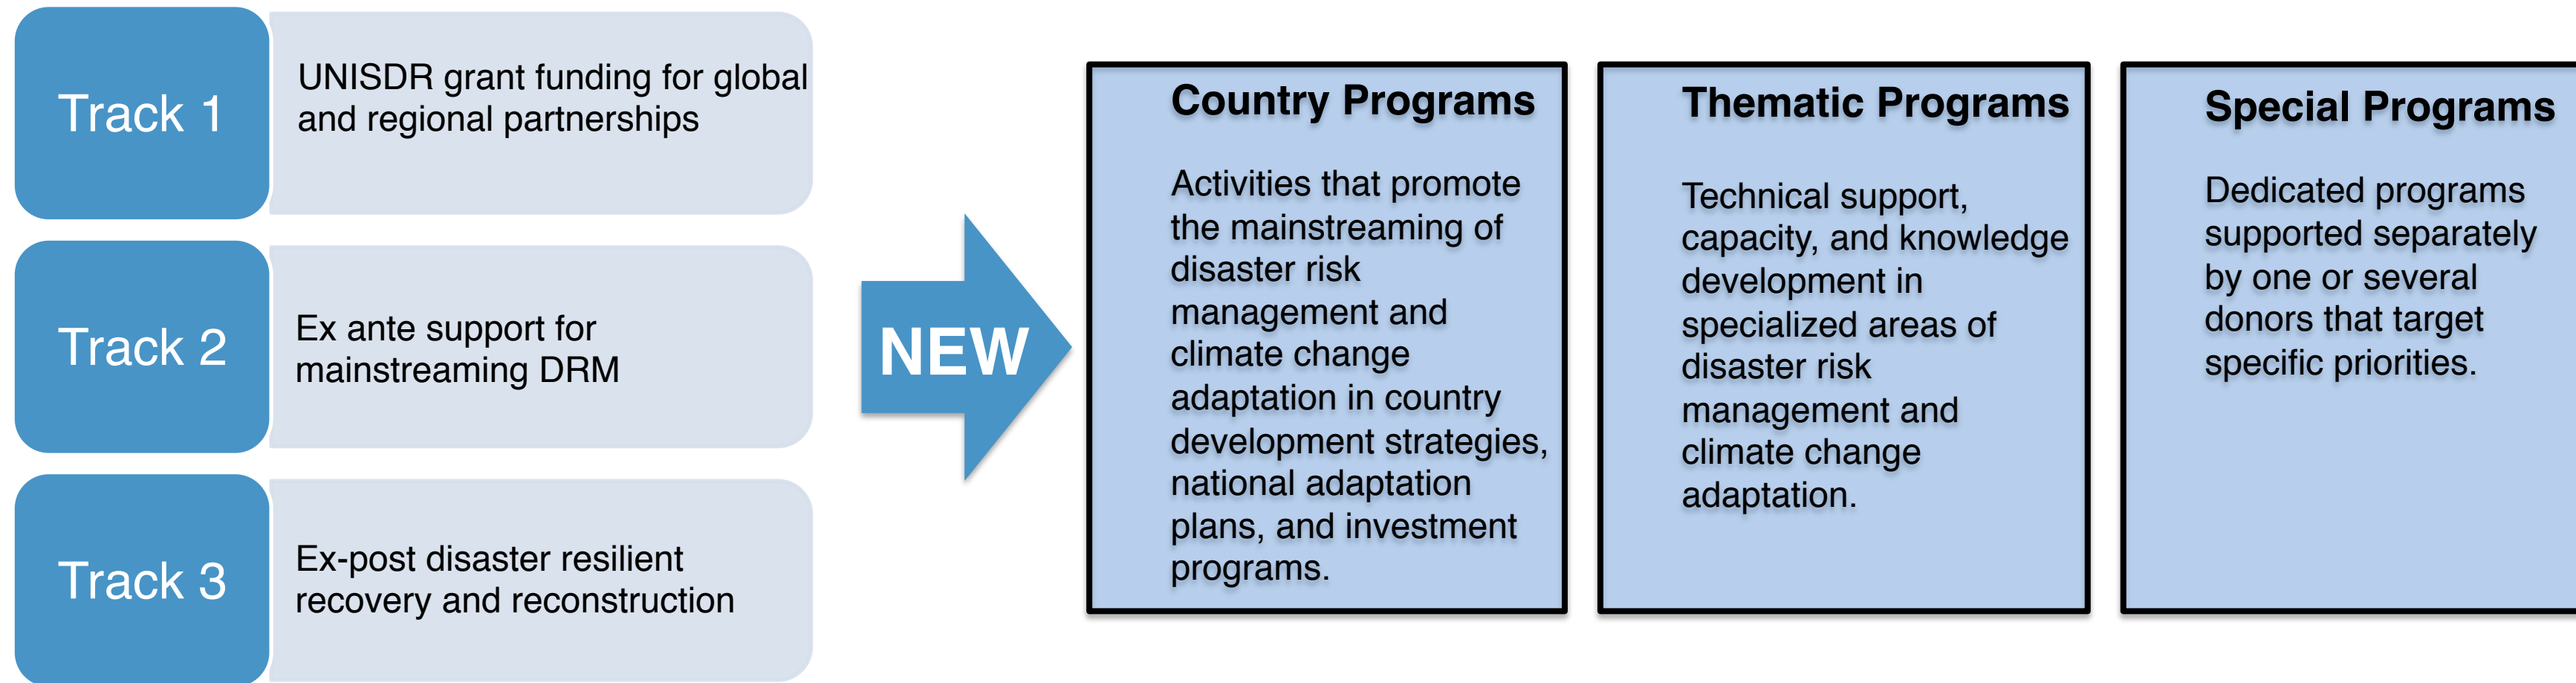 Track 1
UNISDR grant funding for global
and regional partnerships
Track 2
Ex ante support for
mainstreaming DRM
Track 3
Ex-post disaster resilient
recovery and reconstruction
NEW
Country Programs
Activities that promote
the mainstreaming of
disaster risk
management and
climate change
adaptation in country
development strategies,
national adaptation
plans, and investment
programs.
Thematic Programs
Technical support,
capacity, and knowledge
development in
specialized areas of
disaster risk
management and
climate change
adaptation.
Special Programs
Dedicated programs
supported separately
by one or several
donors that target
specific priorities.